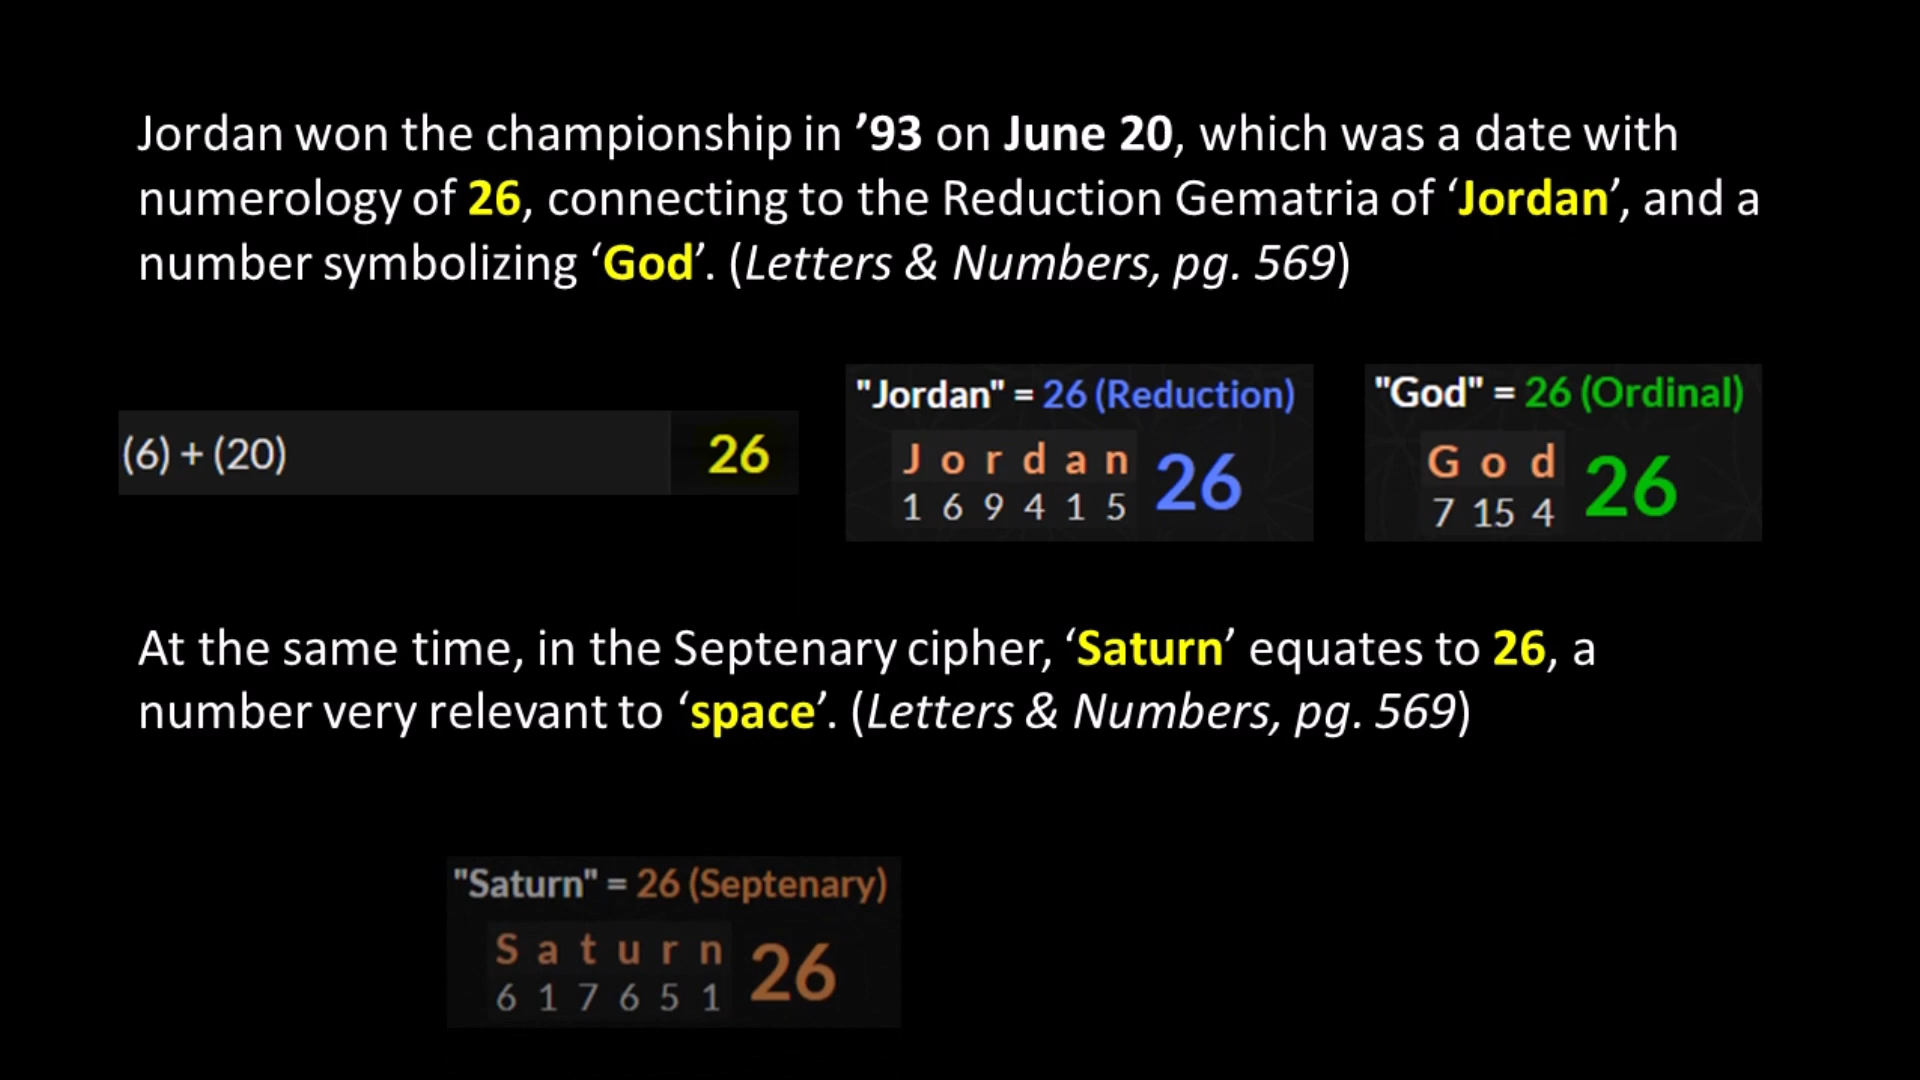 Jordan won the championship in ’93 on June 20, which was a date with
numerology of 26, connecting to the Reduction Gematria of ‘Jordan’, and a
number symbolizing ‘God’. (Letters & Numbers, pg. 569)
(6) + (20) 26
"Jordan" = 26 (Reduction)
J o r d a n 26
1 6 9 4 1 5
"God" = 26 (Ordinal)
G o d 26
7 15 4
At the same time, in the Septenary cipher, ‘Saturn’ equates to 26, a
number very relevant to ‘space’. (Letters & Numbers, pg. 569)
"Saturn" = 26 (Septenary)
S a t u r n 26
6 1 7 6 5 1